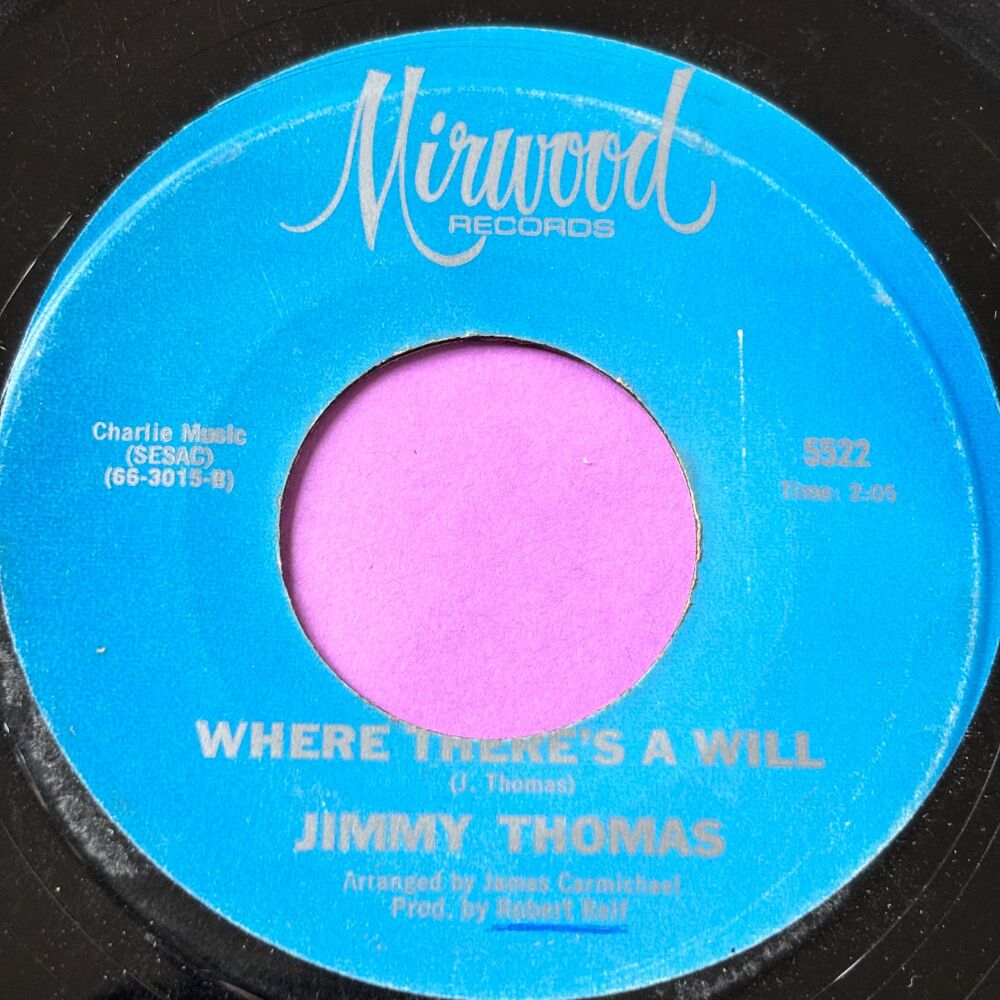 Mirwood
RECORDS
Charlie Music
(SESAC)
(66-3015-B)
5522
Time: 2:05
WHERE THERE'S A WILL
(J. Thomas)
JIMMY THOMAS
Arranged by James Carmichael
Prod. by Robert Relf